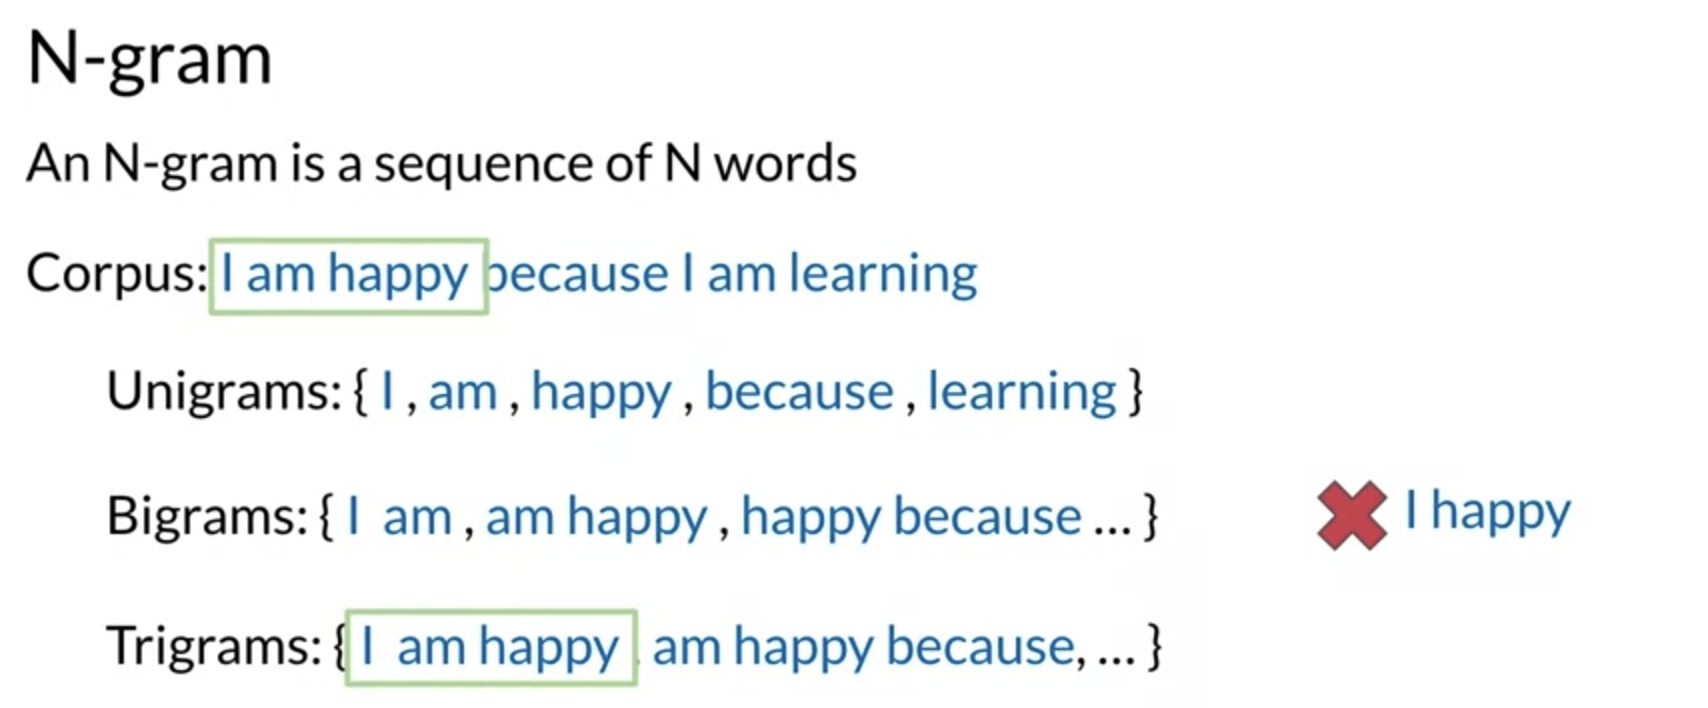 N-gram
An N-gram is a sequence of N words
Corpus: I am happy because I am learning
Unigrams: { I , am , happy , because , learning }
Bigrams: { I am , am happy , happy because ... }
I happy
Trigrams: { I am happy , am happy because, ... }